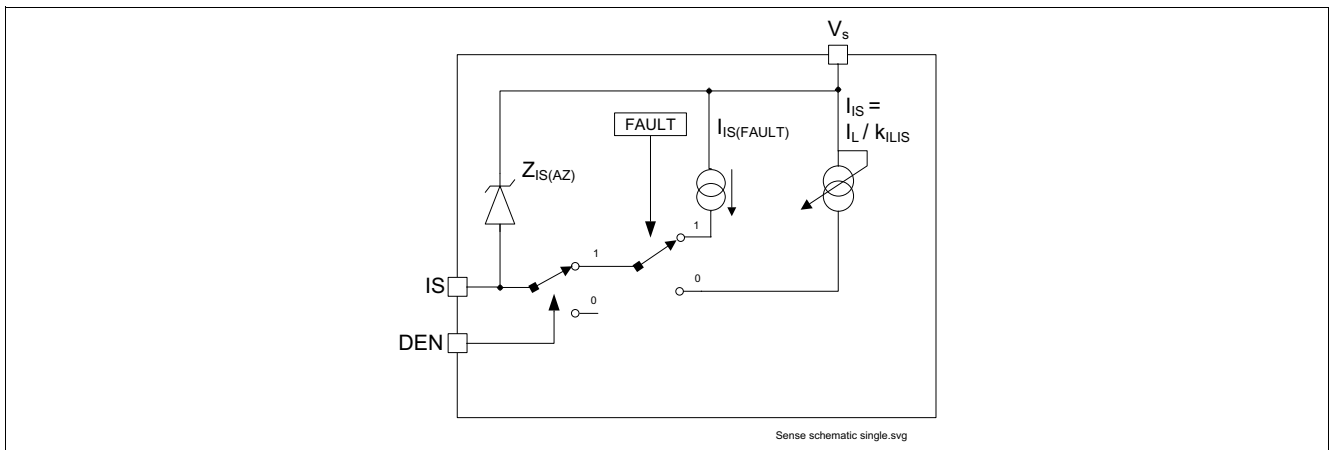 Vs
FAULT
IIS(FAULT)
IIS =
IL / kILIS
ZIS(AZ)
1
1
0
IS
0
DEN
Sense schematic single.svg